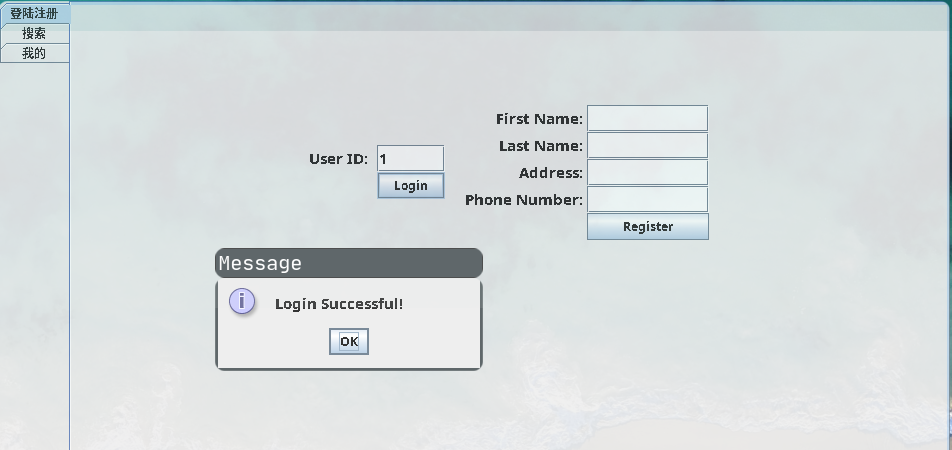 登陆注册
搜索
我的
First Name:
Last Name:
User ID: 1
Address:
Login
Phone Number:
Register
Message
i
Login Successful!
OK